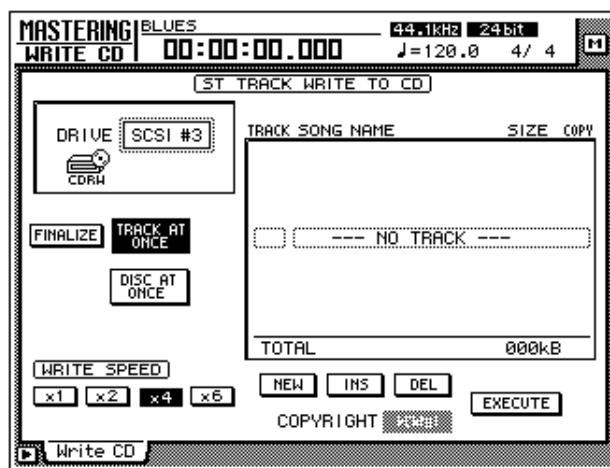 MASTERING BLUES 44.1kHz 24bit
WRITE CD 00:00:00.000 ♩=120.0 4/ 4 M
ST TRACK WRITE TO CD
DRIVE SCSI #3
CDRW
TRACK SONG NAME SIZE COPY
FINALIZE TRACK AT ONCE
--- NO TRACK ---
DISC AT ONCE
TOTAL 000kB
WRITE SPEED
x1 x2 x4 x6
NEW INS DEL
EXECUTE
COPYRIGHT
Write CD